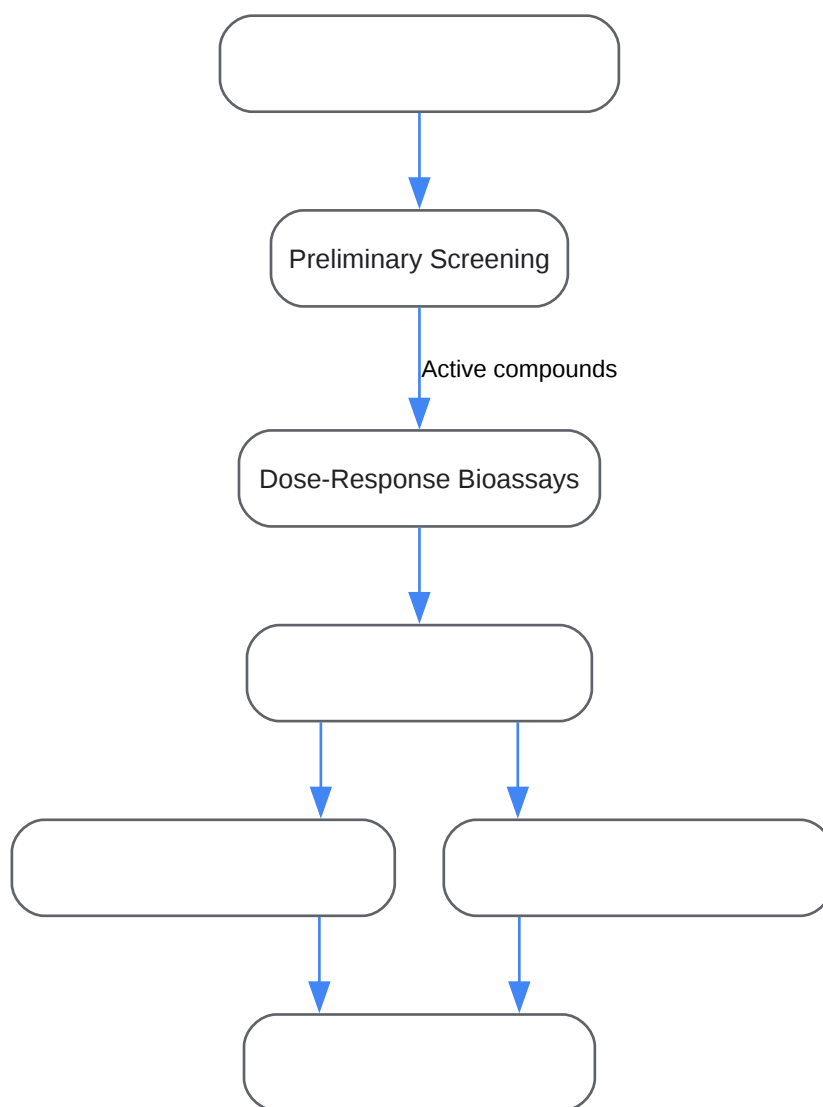 Preliminary Screening
Active compounds
Dose-Response Bioassays